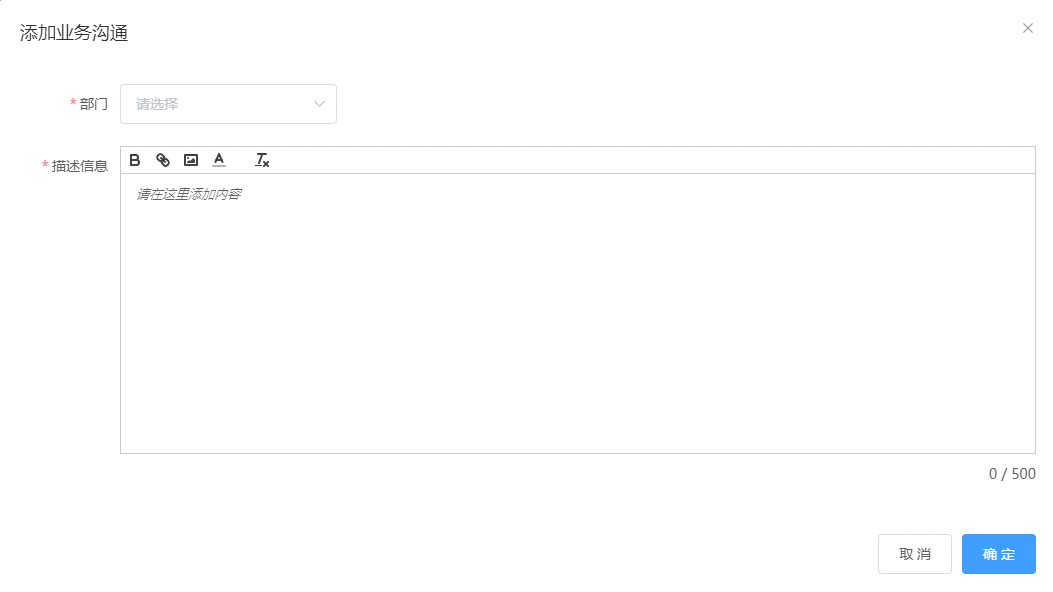 添加业务沟通
* 部门 请选择
* 描述信息
请在这里添加内容
0 / 500
取消 确定